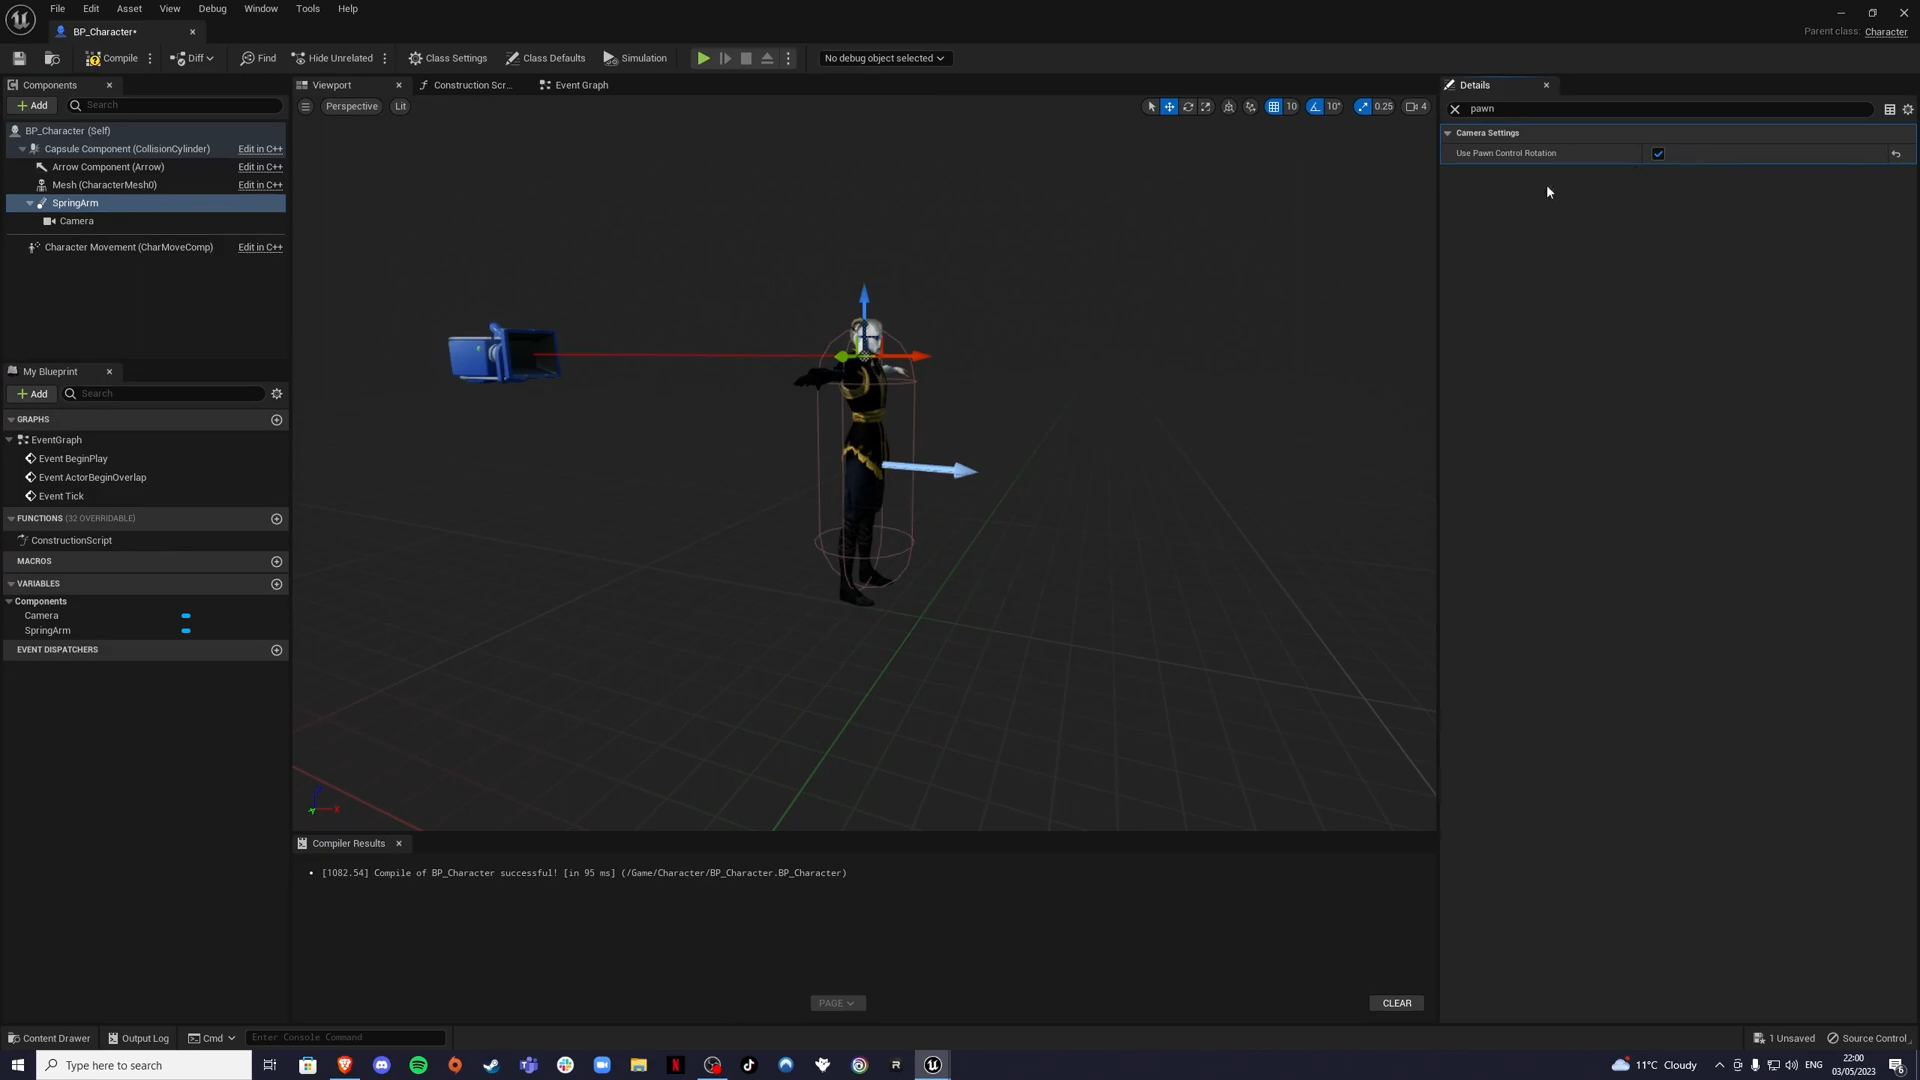 File Edit Asset View Debug Window Tools Help
BP_Character•
Parent class: Character
Compile Diff Find Hide Unrelated Class Settings Class Defaults Simulation No debug object selected
Components
Add Search
BP_Character (Self)
Capsule Component (CollisionCylinder) Edit in C++
Arrow Component (Arrow) Edit in C++
Mesh (CharacterMesh0) Edit in C++
SpringArm
Camera
Character Movement (CharMoveComp) Edit in C++
My Blueprint
Add Search
GRAPHS
EventGraph
Event BeginPlay
Event ActorBeginOverlap
Event Tick
FUNCTIONS (32 OVERRIDABLE)
ConstructionScript
MACROS
VARIABLES
Components
Camera
SpringArm
EVENT DISPATCHERS
Viewport Construction Scr... Event Graph
Perspective Lit 10 10° 0.25 4
X
Compiler Results
[1082.54] Compile of BP_Character successful! [in 95 ms] (/Game/Character/BP_Character.BP_Character)
PAGE CLEAR
Details
pawn
Camera Settings
Use Pawn Control Rotation
Content Drawer Output Log Cmd Enter Console Command 1 Unsaved Source Control
Type here to search
11°C Cloudy ENG 22:00
03/05/2023 6